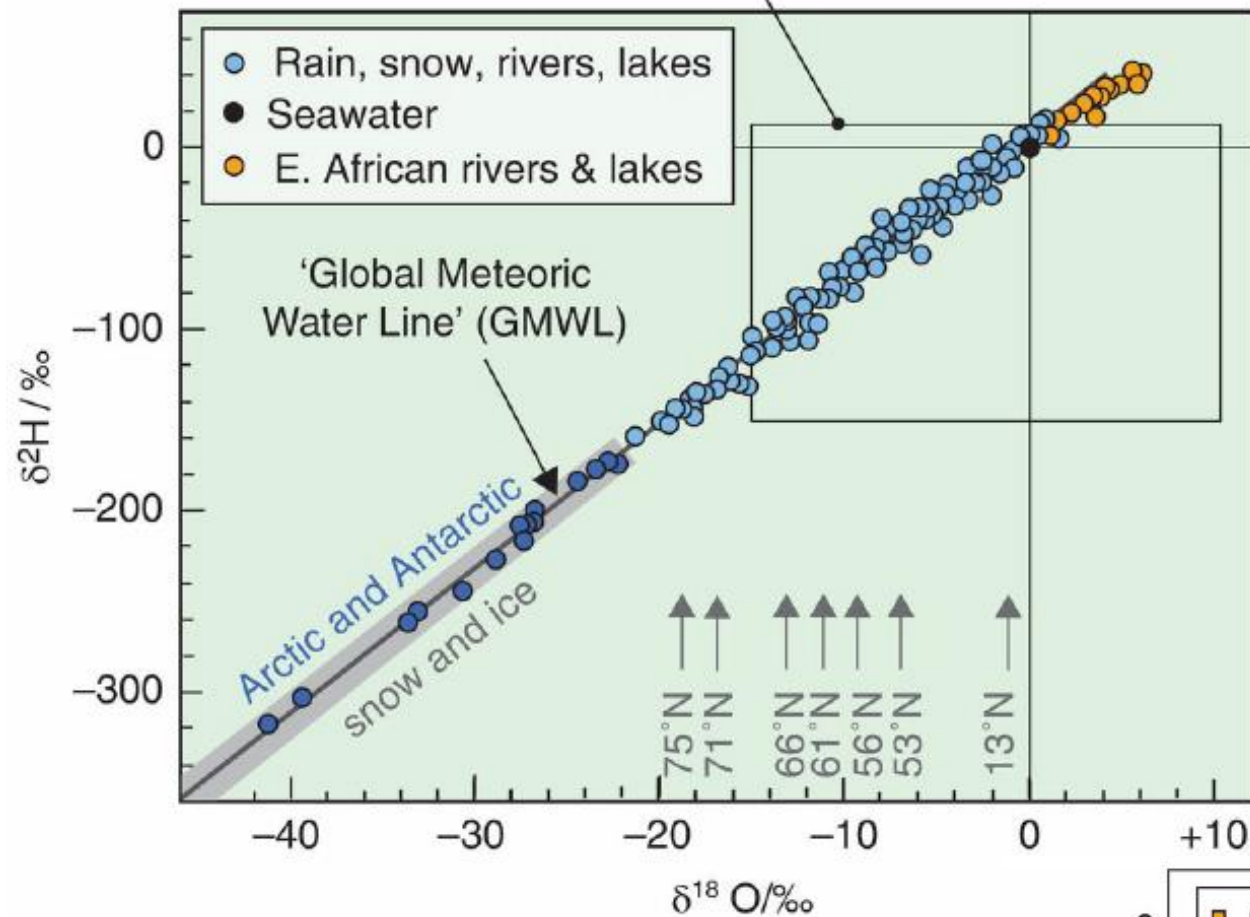 Rain, snow, rivers, lakes
Seawater
E. African rivers & lakes
‘Global Meteoric
Water Line’ (GMWL)
Arctic and Antarctic
snow and ice
δ²H / ‰
0
–100
–200
–300
75°N
71°N
66°N
61°N
56°N
53°N
13°N
–40
–30
–20
–10
0
+10
δ¹⁸ O/‰